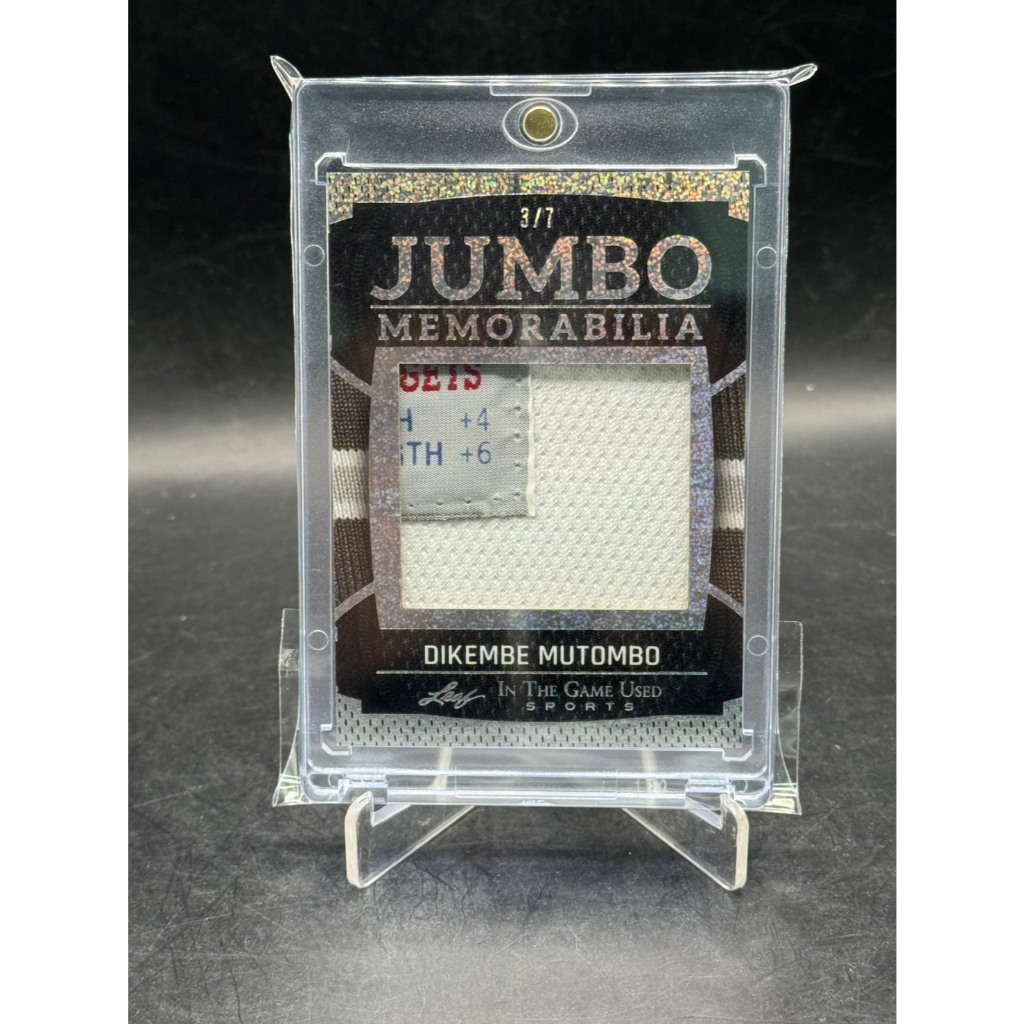 3/7
JUMBO
MEMORABILIA
GETS
H +4
TH +6
DIKEMBE MUTOMBO
Leaf IN THE GAME USED
SPORTS